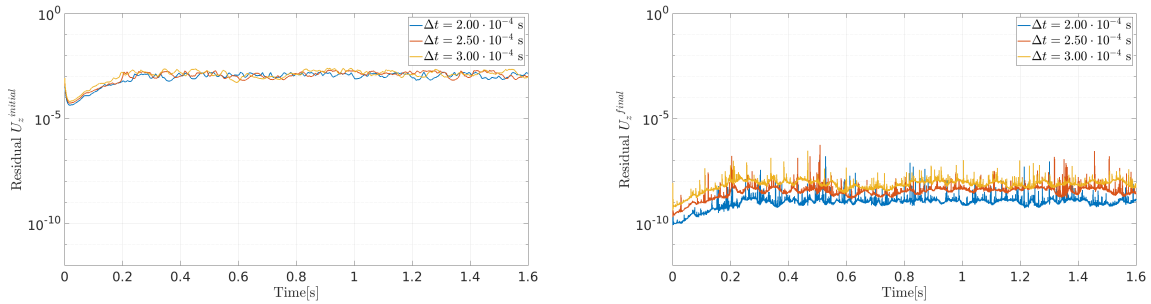 10^0
10^-5
10^-10
Residual U_z^initial
0 0.2 0.4 0.6 0.8 1 1.2 1.4 1.6
Time[s]
Δt = 2.00 · 10^-4 s
Δt = 2.50 · 10^-4 s
Δt = 3.00 · 10^-4 s
10^0
10^-5
10^-10
Residual U_z^final
0 0.2 0.4 0.6 0.8 1 1.2 1.4 1.6
Time[s]
Δt = 2.00 · 10^-4 s
Δt = 2.50 · 10^-4 s
Δt = 3.00 · 10^-4 s